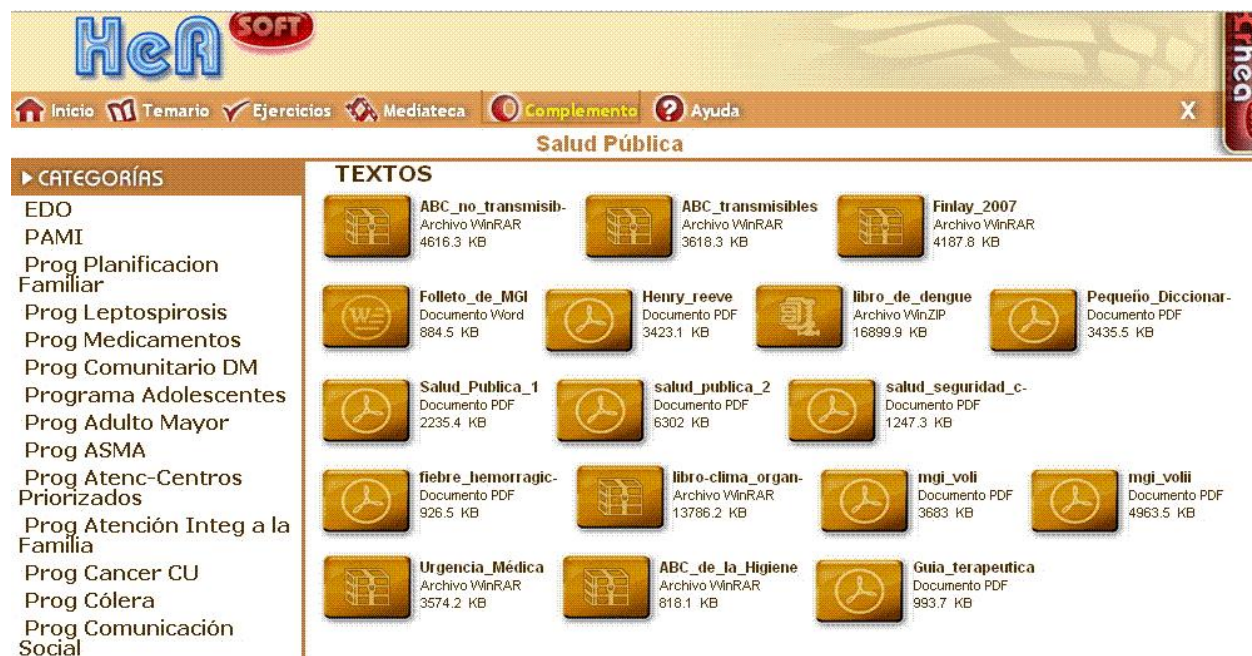 HeA SOFT
Inicio Temario Ejercicios Mediateca Complemento Ayuda X
Salud Pública
CATEGORÍAS
EDO
PAMI
Prog Planificacion
Familiar
Prog Leptospirosis
Prog Medicamentos
Prog Comunitario DM
Programa Adolescentes
Prog Adulto Mayor
Prog ASMA
Prog Atenc-Centros
Priorizados
Prog Atención Integ a la
Familia
Prog Cancer CU
Prog Cólera
Prog Comunicación
Social
TEXTOS
ABC_no_transmisib-
Archivo WinRAR
4616.3 KB
ABC_transmisibles
Archivo WinRAR
3618.3 KB
Finlay_2007
Archivo WinRAR
4187.8 KB
Folleto_de_MGI
Documento Word
884.5 KB
Henry_reeve
Documento PDF
3423.1 KB
libro_de_dengue
Archivo WinZIP
16899.9 KB
Pequeño_Diccionar-
Documento PDF
3435.5 KB
Salud_Publica_1
Documento PDF
2235.4 KB
salud_publica_2
Documento PDF
6302 KB
salud_seguridad_c-
Documento PDF
1247.3 KB
fiebre_hemorragic-
Documento PDF
926.5 KB
libro-clima_organ-
Archivo WinRAR
13786.2 KB
mgi_voli
Documento PDF
3683 KB
mgi_volii
Documento PDF
4963.5 KB
Urgencia_Médica
Archivo WinRAR
3574.2 KB
ABC_de_la_Higiene
Archivo WinRAR
818.1 KB
Guia_terapeutica
Documento PDF
993.7 KB